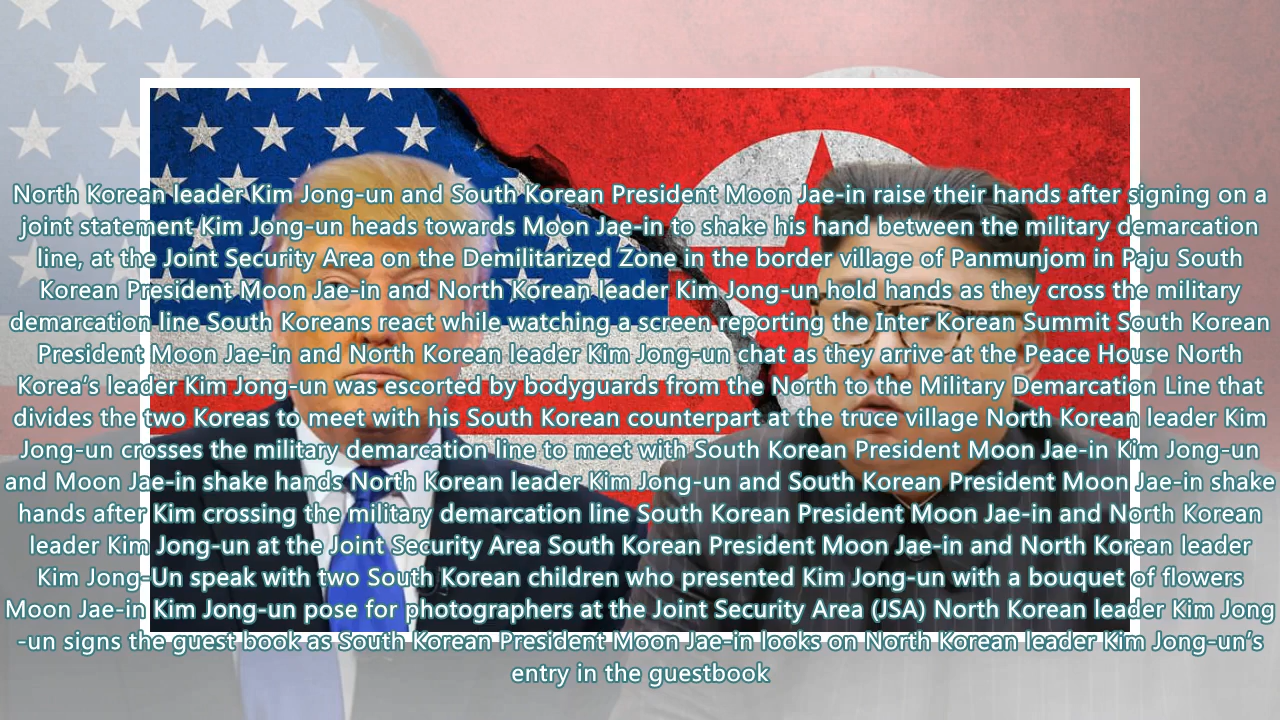 North Korean leader Kim Jong-un and South Korean President Moon Jae-in raise their hands after signing on a
joint statement Kim Jong-un heads towards Moon Jae-in to shake his hand between the military demarcation
line, at the Joint Security Area on the Demilitarized Zone in the border village of Panmunjom in Paju South
Korean President Moon Jae-in and North Korean leader Kim Jong-un hold hands as they cross the military
demarcation line South Koreans react while watching a screen reporting the Inter Korean Summit South Korean
President Moon Jae-in and North Korean leader Kim Jong-un chat as they arrive at the Peace House North
Korea’s leader Kim Jong-un was escorted by bodyguards from the North to the Military Demarcation Line that
divides the two Koreas to meet with his South Korean counterpart at the truce village North Korean leader Kim
Jong-un crosses the military demarcation line to meet with South Korean President Moon Jae-in Kim Jong-un
and Moon Jae-in shake hands North Korean leader Kim Jong-un and South Korean President Moon Jae-in shake
hands after Kim crossing the military demarcation line South Korean President Moon Jae-in and North Korean
leader Kim Jong-un at the Joint Security Area South Korean President Moon Jae-in and North Korean leader
Kim Jong-Un speak with two South Korean children who presented Kim Jong-un with a bouquet of flowers
Moon Jae-in Kim Jong-un pose for photographers at the Joint Security Area (JSA) North Korean leader Kim Jong
-un signs the guest book as South Korean President Moon Jae-in looks on North Korean leader Kim Jong-un’s
entry in the guestbook